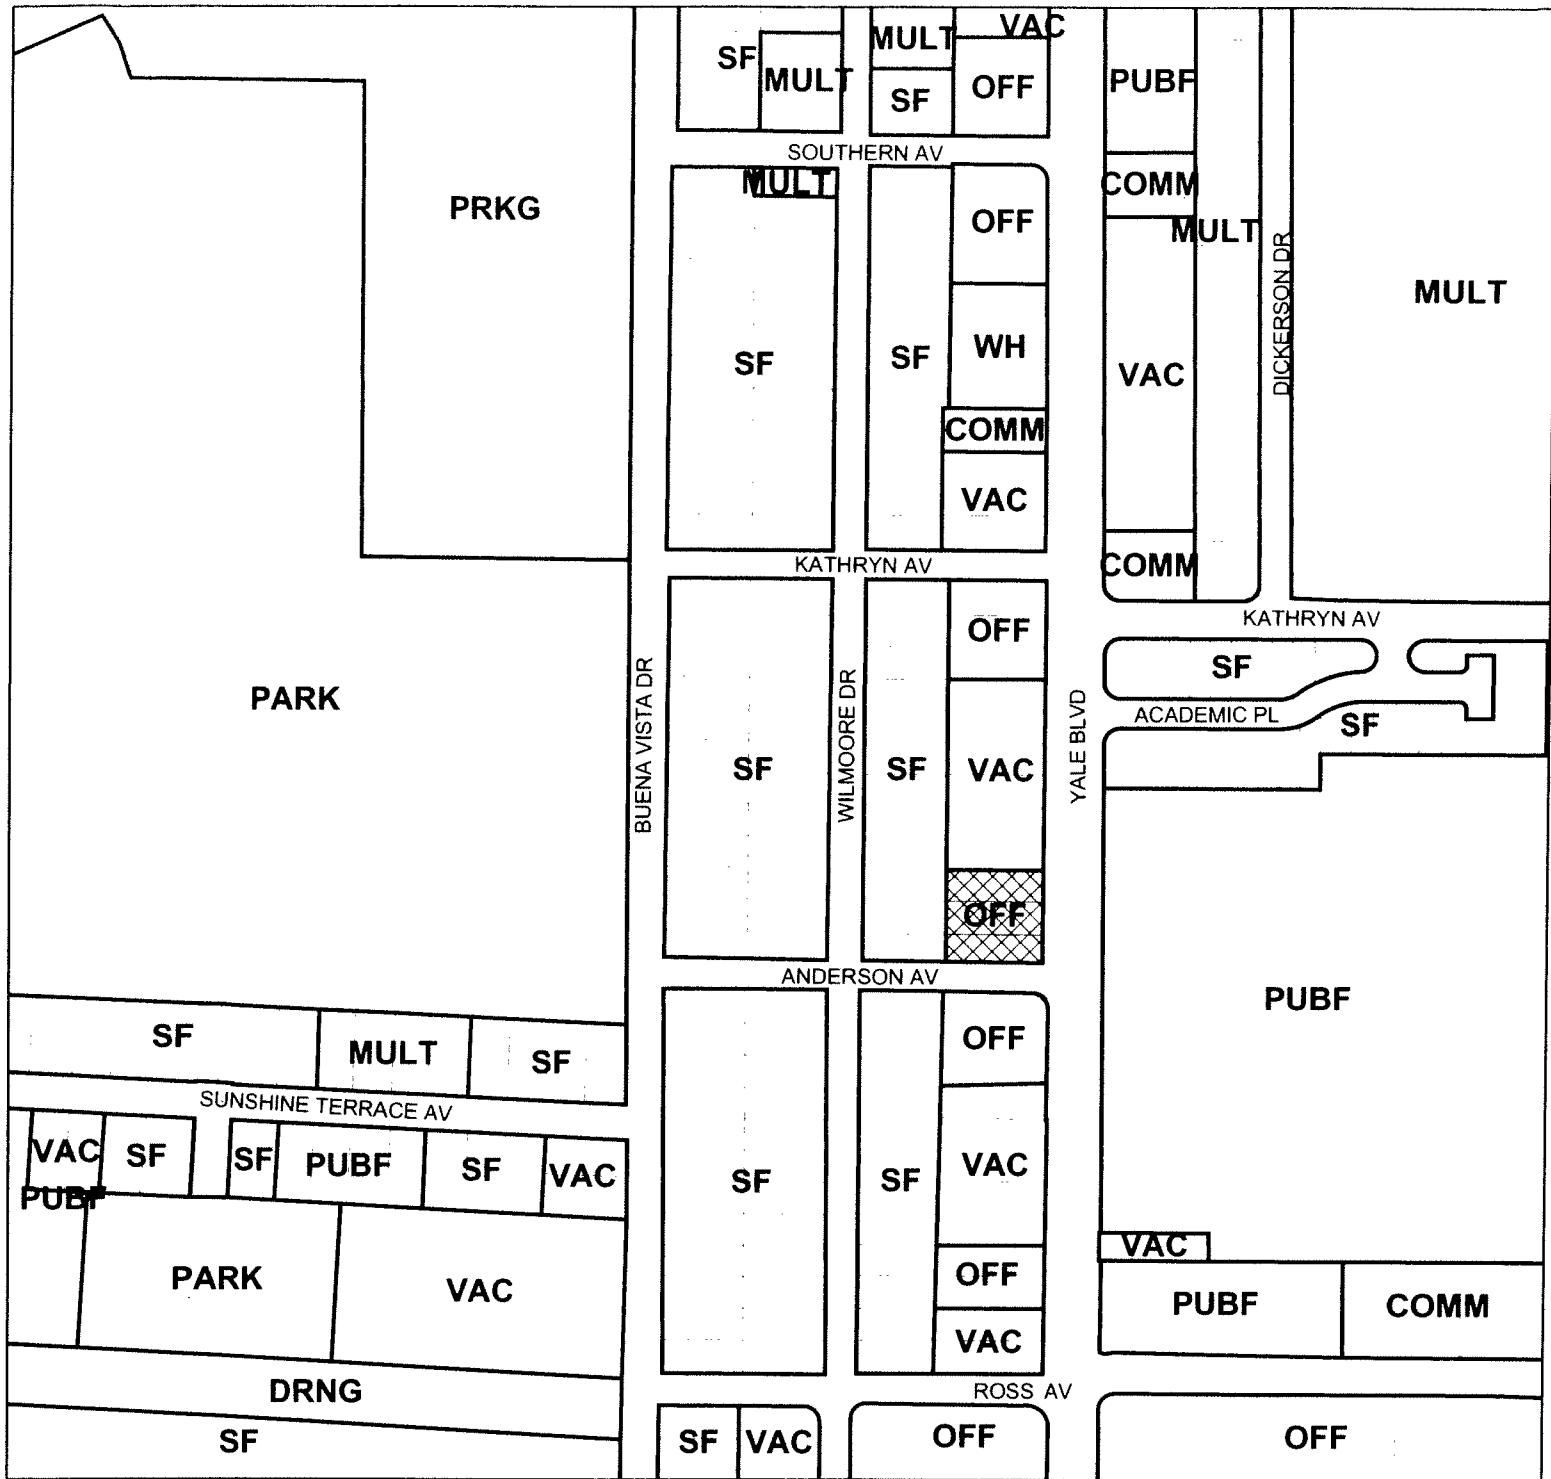 VAC
SF
MULT
MULT
SF
OFF
PUBF
SOUTHERN AV
MULT
COMM
PRKG
OFF
MULT
DICKERSON DR
MULT
SF
SF
WH
VAC
COMM
VAC
KATHRYN AV
COMM
KATHRYN AV
OFF
SF
PARK
BUENA VISTA DR
WILMOORE DR
YALE BLVD
ACADEMIC PL
SF
SF
SF
VAC
OFF
ANDERSON AV
PUBF
SF
MULT
SF
OFF
SUNSHINE TERRACE AV
VAC
SF
SF
PUBF
SF
VAC
PUBF
SF
SF
VAC
VAC
PARK
VAC
OFF
PUBF
COMM
VAC
DRNG
ROSS AV
SF
SF
VAC
OFF
OFF